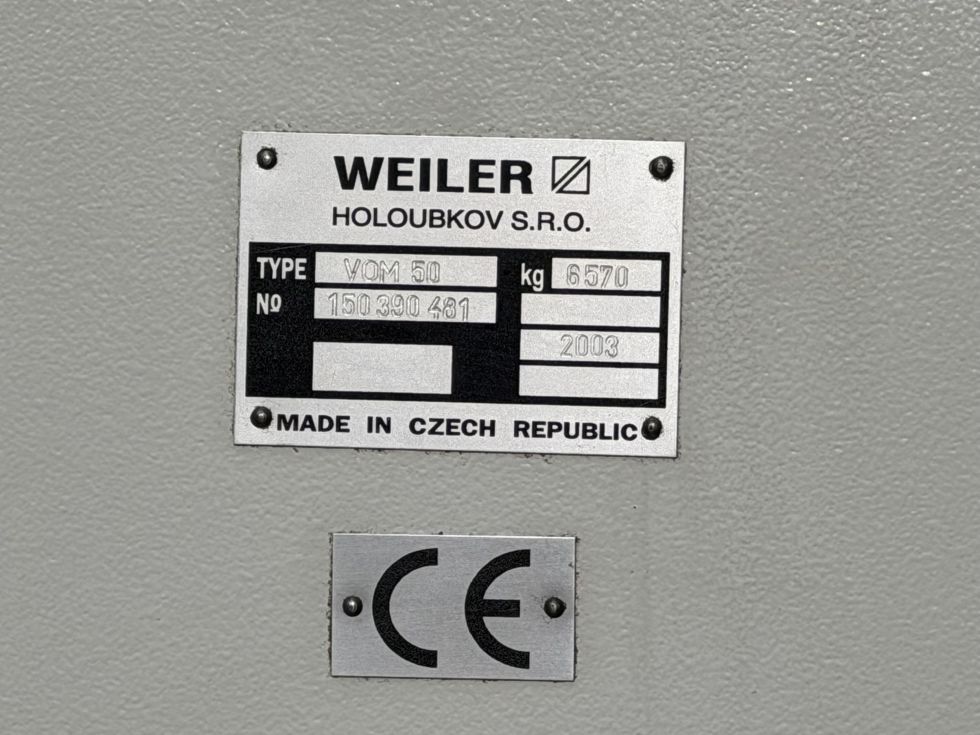 WEILER
HOLOUBKOV S.R.O.
TYPE VOM 50 kg 6570
Nº 150 390 481
2003
MADE IN CZECH REPUBLIC
CE